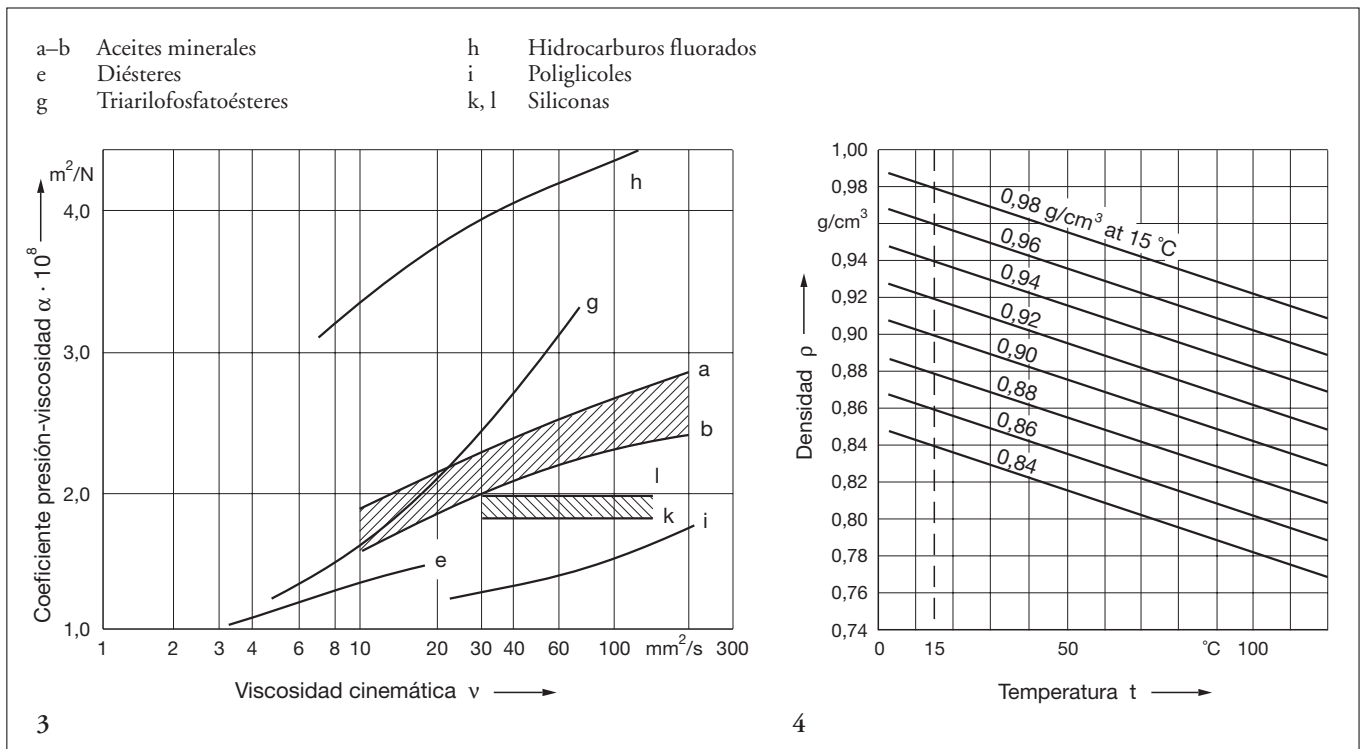 a–b Aceites minerales
e Diésteres
g Triarilofosfatoésteres
h Hidrocarburos fluorados
i Poliglicoles
k, l Siliconas
m²/N
4,0
3,0
2,0
1,0
Coeficiente presión-viscosidad α · 10⁸
h
g
a
b
l
k
i
e
1 2 3 4 6 8 10 20 30 40 60 100 mm²/s 300
Viscosidad cinemática ν
3
1,00
0,98
g/cm³
0,96
0,94
0,92
0,90
0,88
0,86
0,84
0,82
0,80
0,78
0,76
0,74
Densidad ρ
0,98 g/cm³ at 15 °C
0,96
0,94
0,92
0,90
0,88
0,86
0,84
0 15 50 °C 100
Temperatura t
4